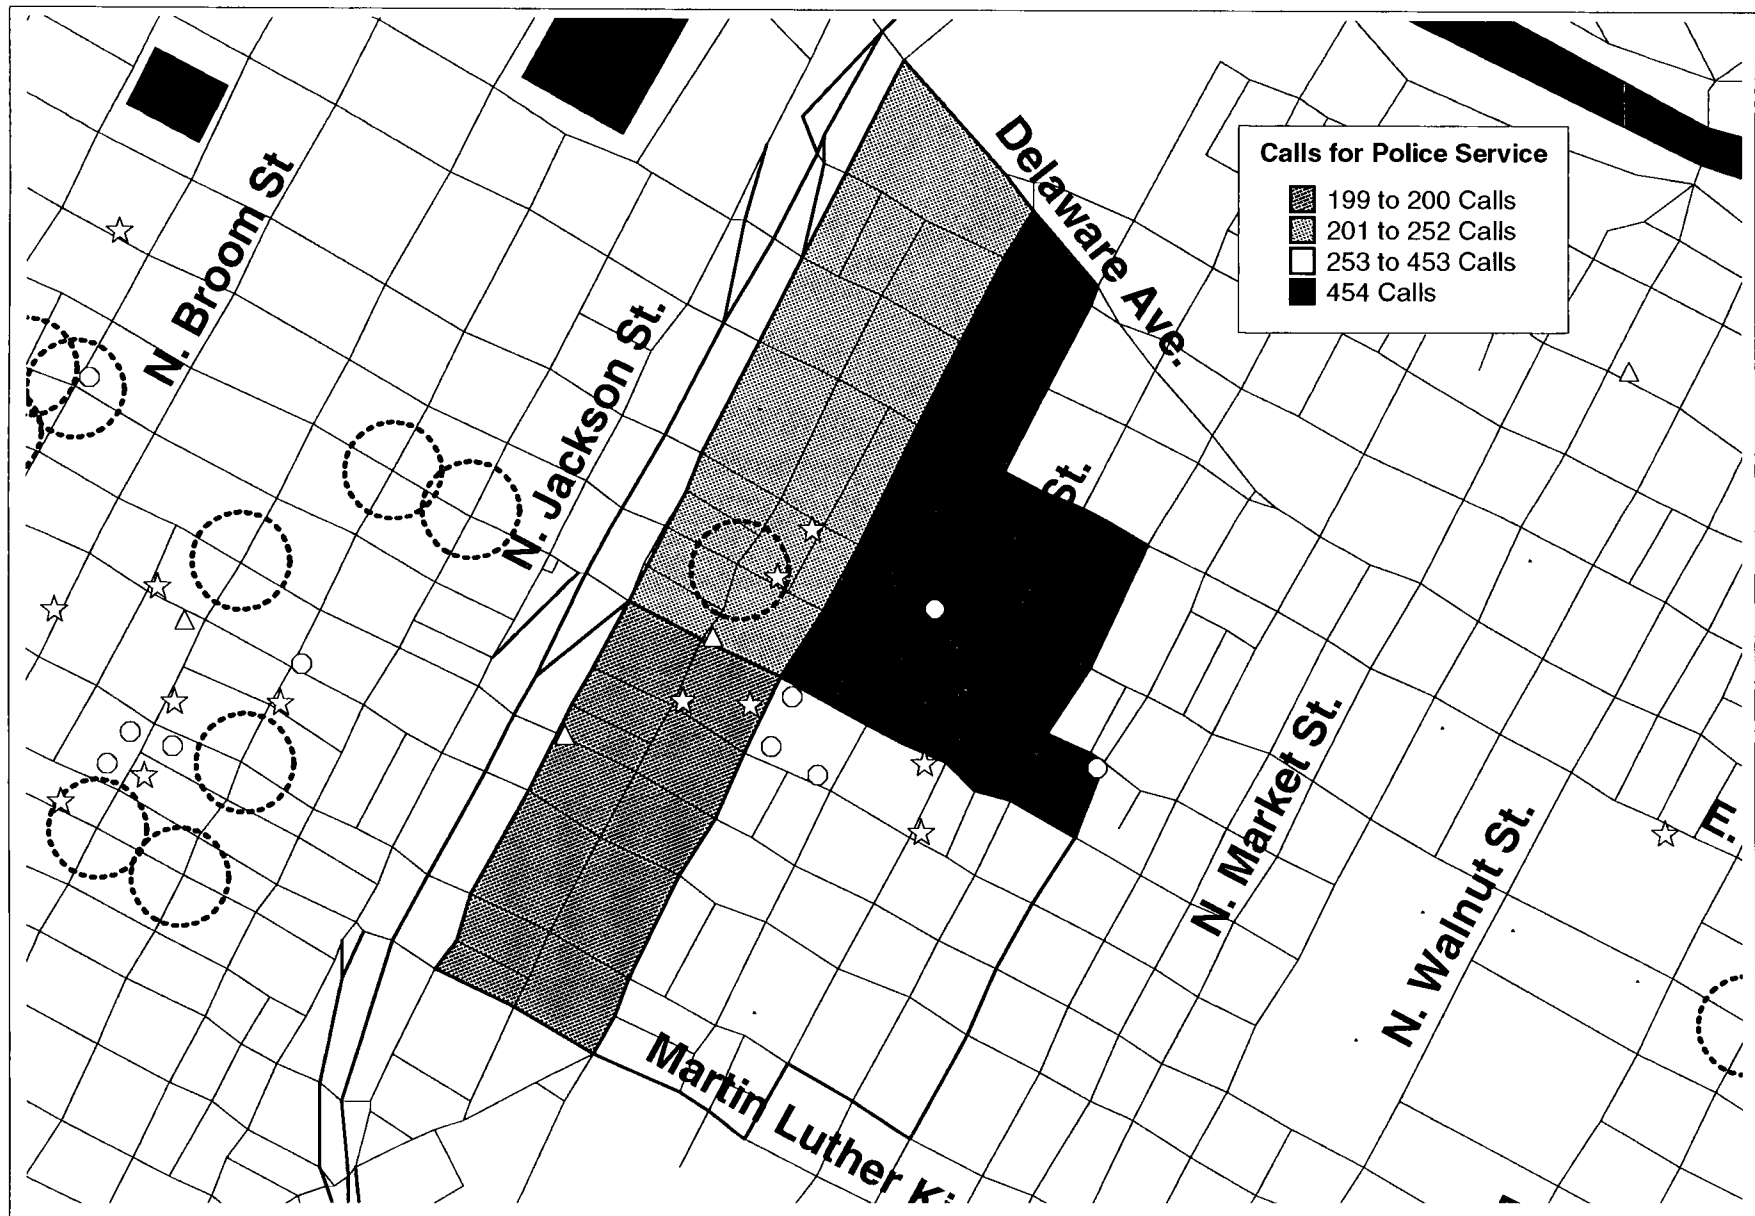 Delaware Ave.
Calls for Police Service
199 to 200 Calls
201 to 252 Calls
253 to 453 Calls
454 Calls
N. Broom St
N. Jackson St.
St.
N. Market St.
N. Walnut St.
E.
Martin Luther Ki